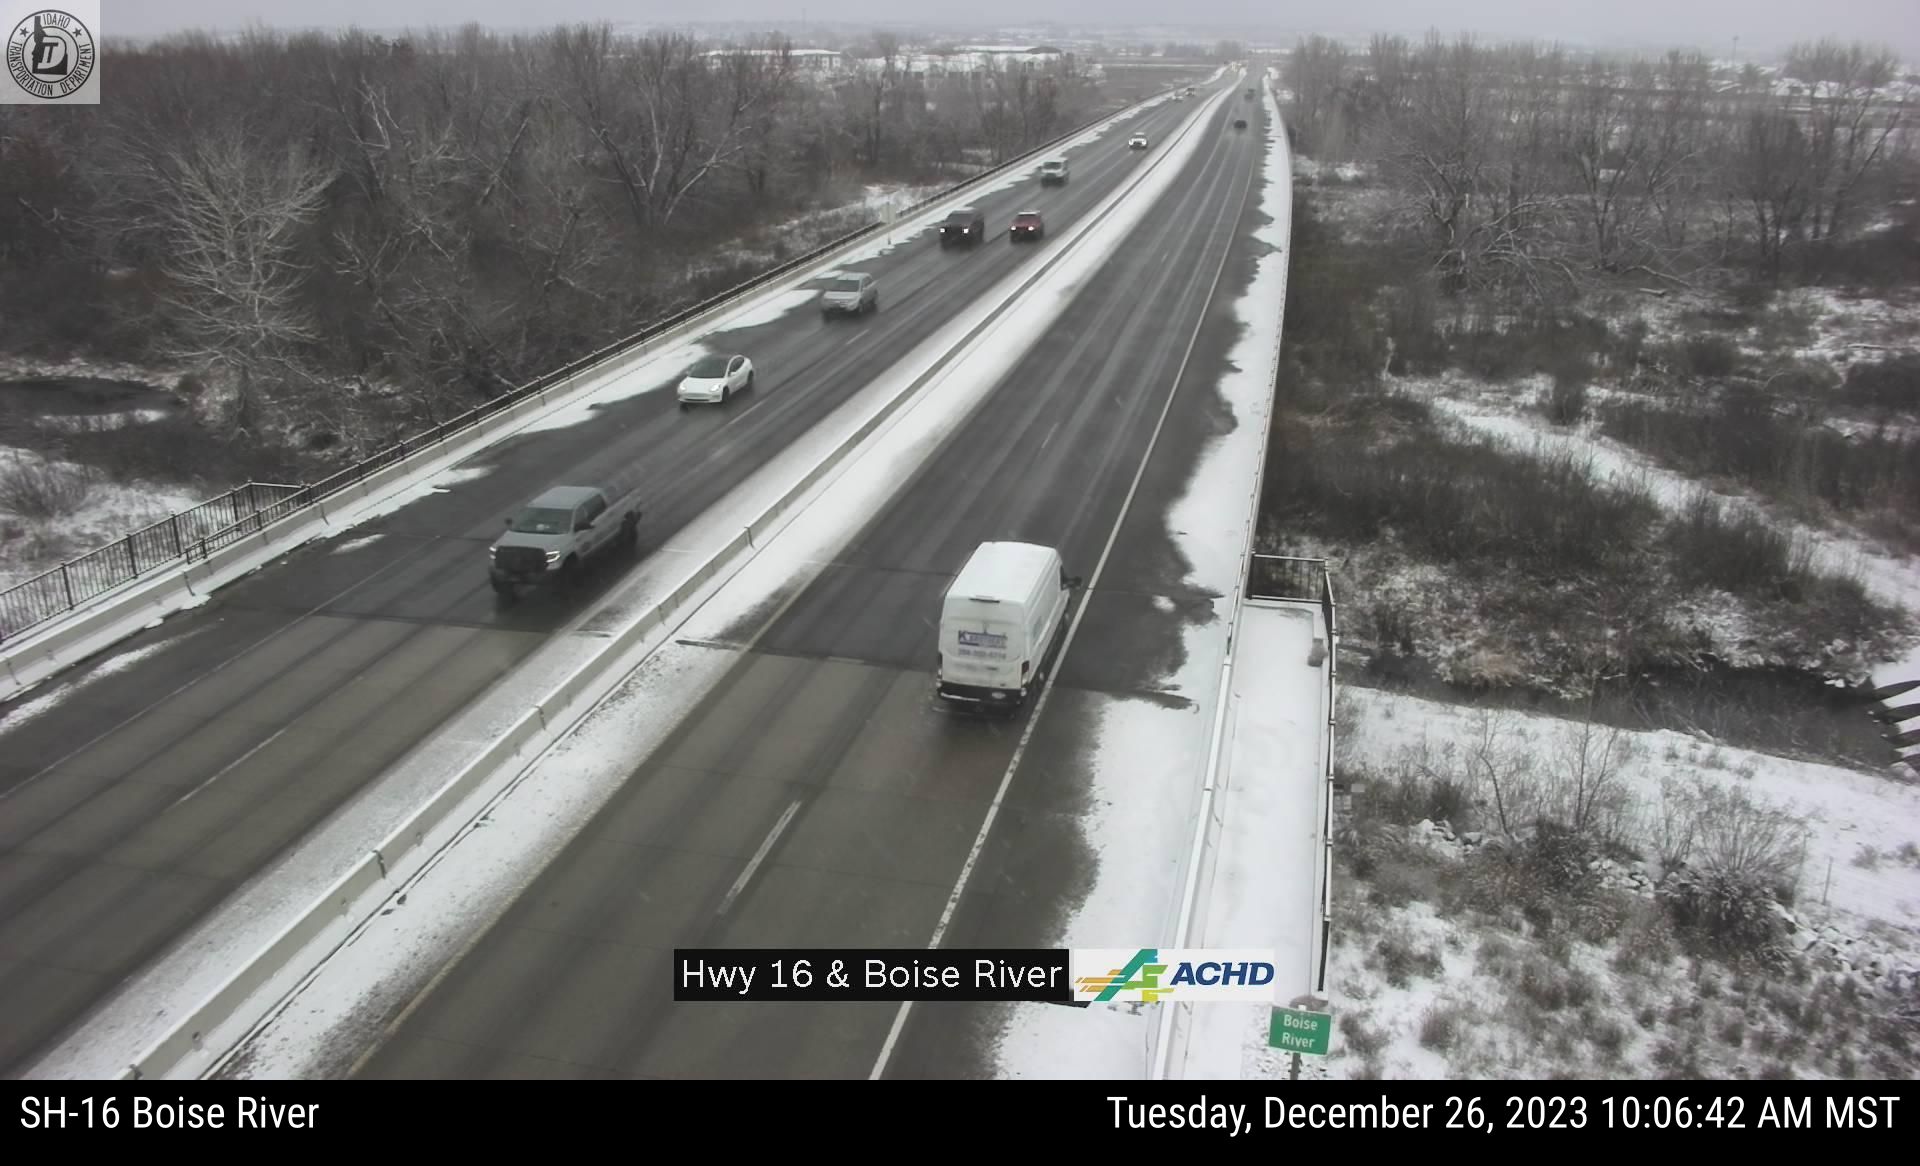 IDAHO
TRANSPORTATION DEPARTMENT
Hwy 16 & Boise River
ACHD
Boise
River
SH-16 Boise River
Tuesday, December 26, 2023 10:06:42 AM MST